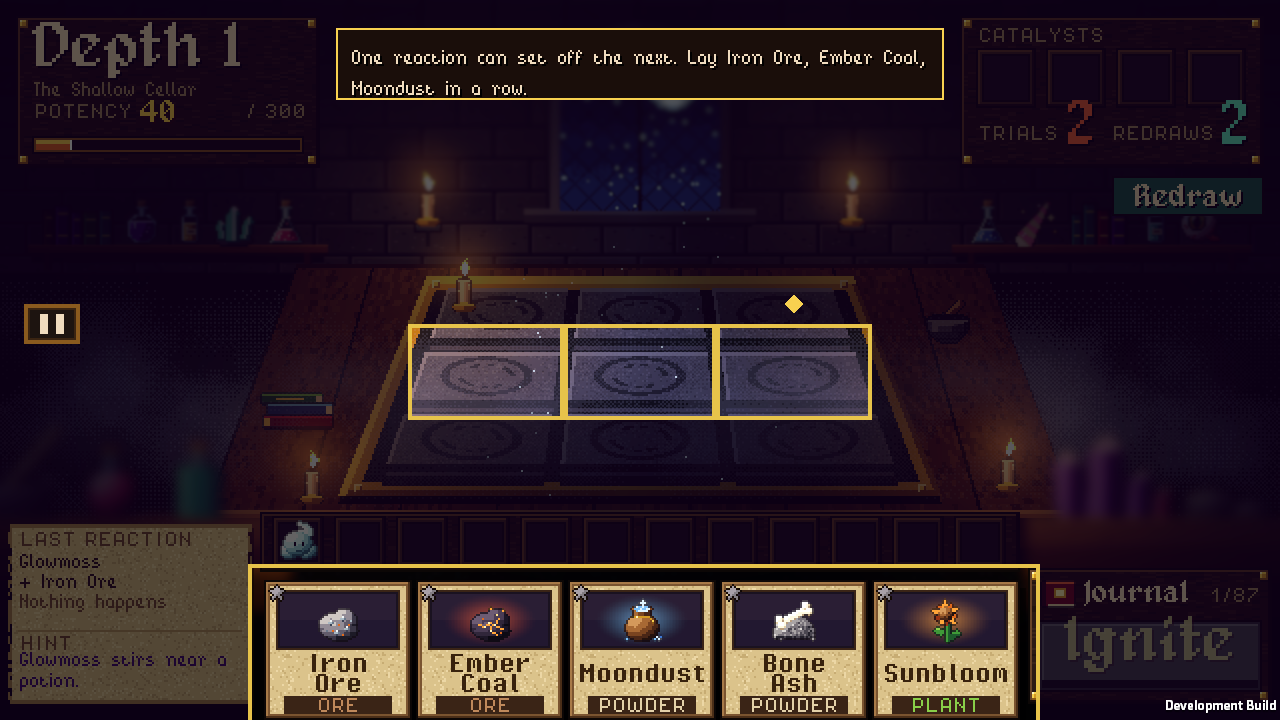 Depth 1
The Shallow Cellar
POTENCY 40 / 300
One reaction can set off the next. Lay Iron Ore, Ember Coal,
Moondust in a row.
CATALYSTS
TRIALS 2 REDRAWS 2
Redraw
LAST REACTION
Glowmoss
+ Iron Ore
Nothing happens
HINT
Glowmoss stirs near a
potion.
Iron
Ore
ORE
Ember
Coal
ORE
Moondust
POWDER
Bone
Ash
POWDER
Sunbloom
PLANT
Journal 1/87
Ignite
Development Build